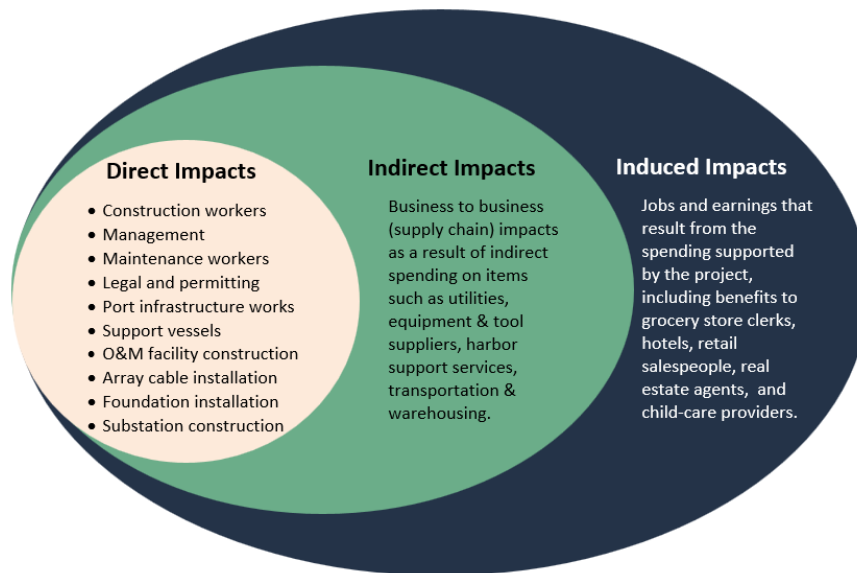 Direct Impacts
• Construction workers
• Management
• Maintenance workers
• Legal and permitting
• Port infrastructure works
• Support vessels
• O&M facility construction
• Array cable installation
• Foundation installation
• Substation construction
Indirect Impacts
Business to business
(supply chain) impacts
as a result of indirect
spending on items
such as utilities,
equipment & tool
suppliers, harbor
support services,
transportation &
warehousing.
Induced Impacts
Jobs and earnings that
result from the
spending supported
by the project,
including benefits to
grocery store clerks,
hotels, retail
salespeople, real
estate agents, and
child-care providers.